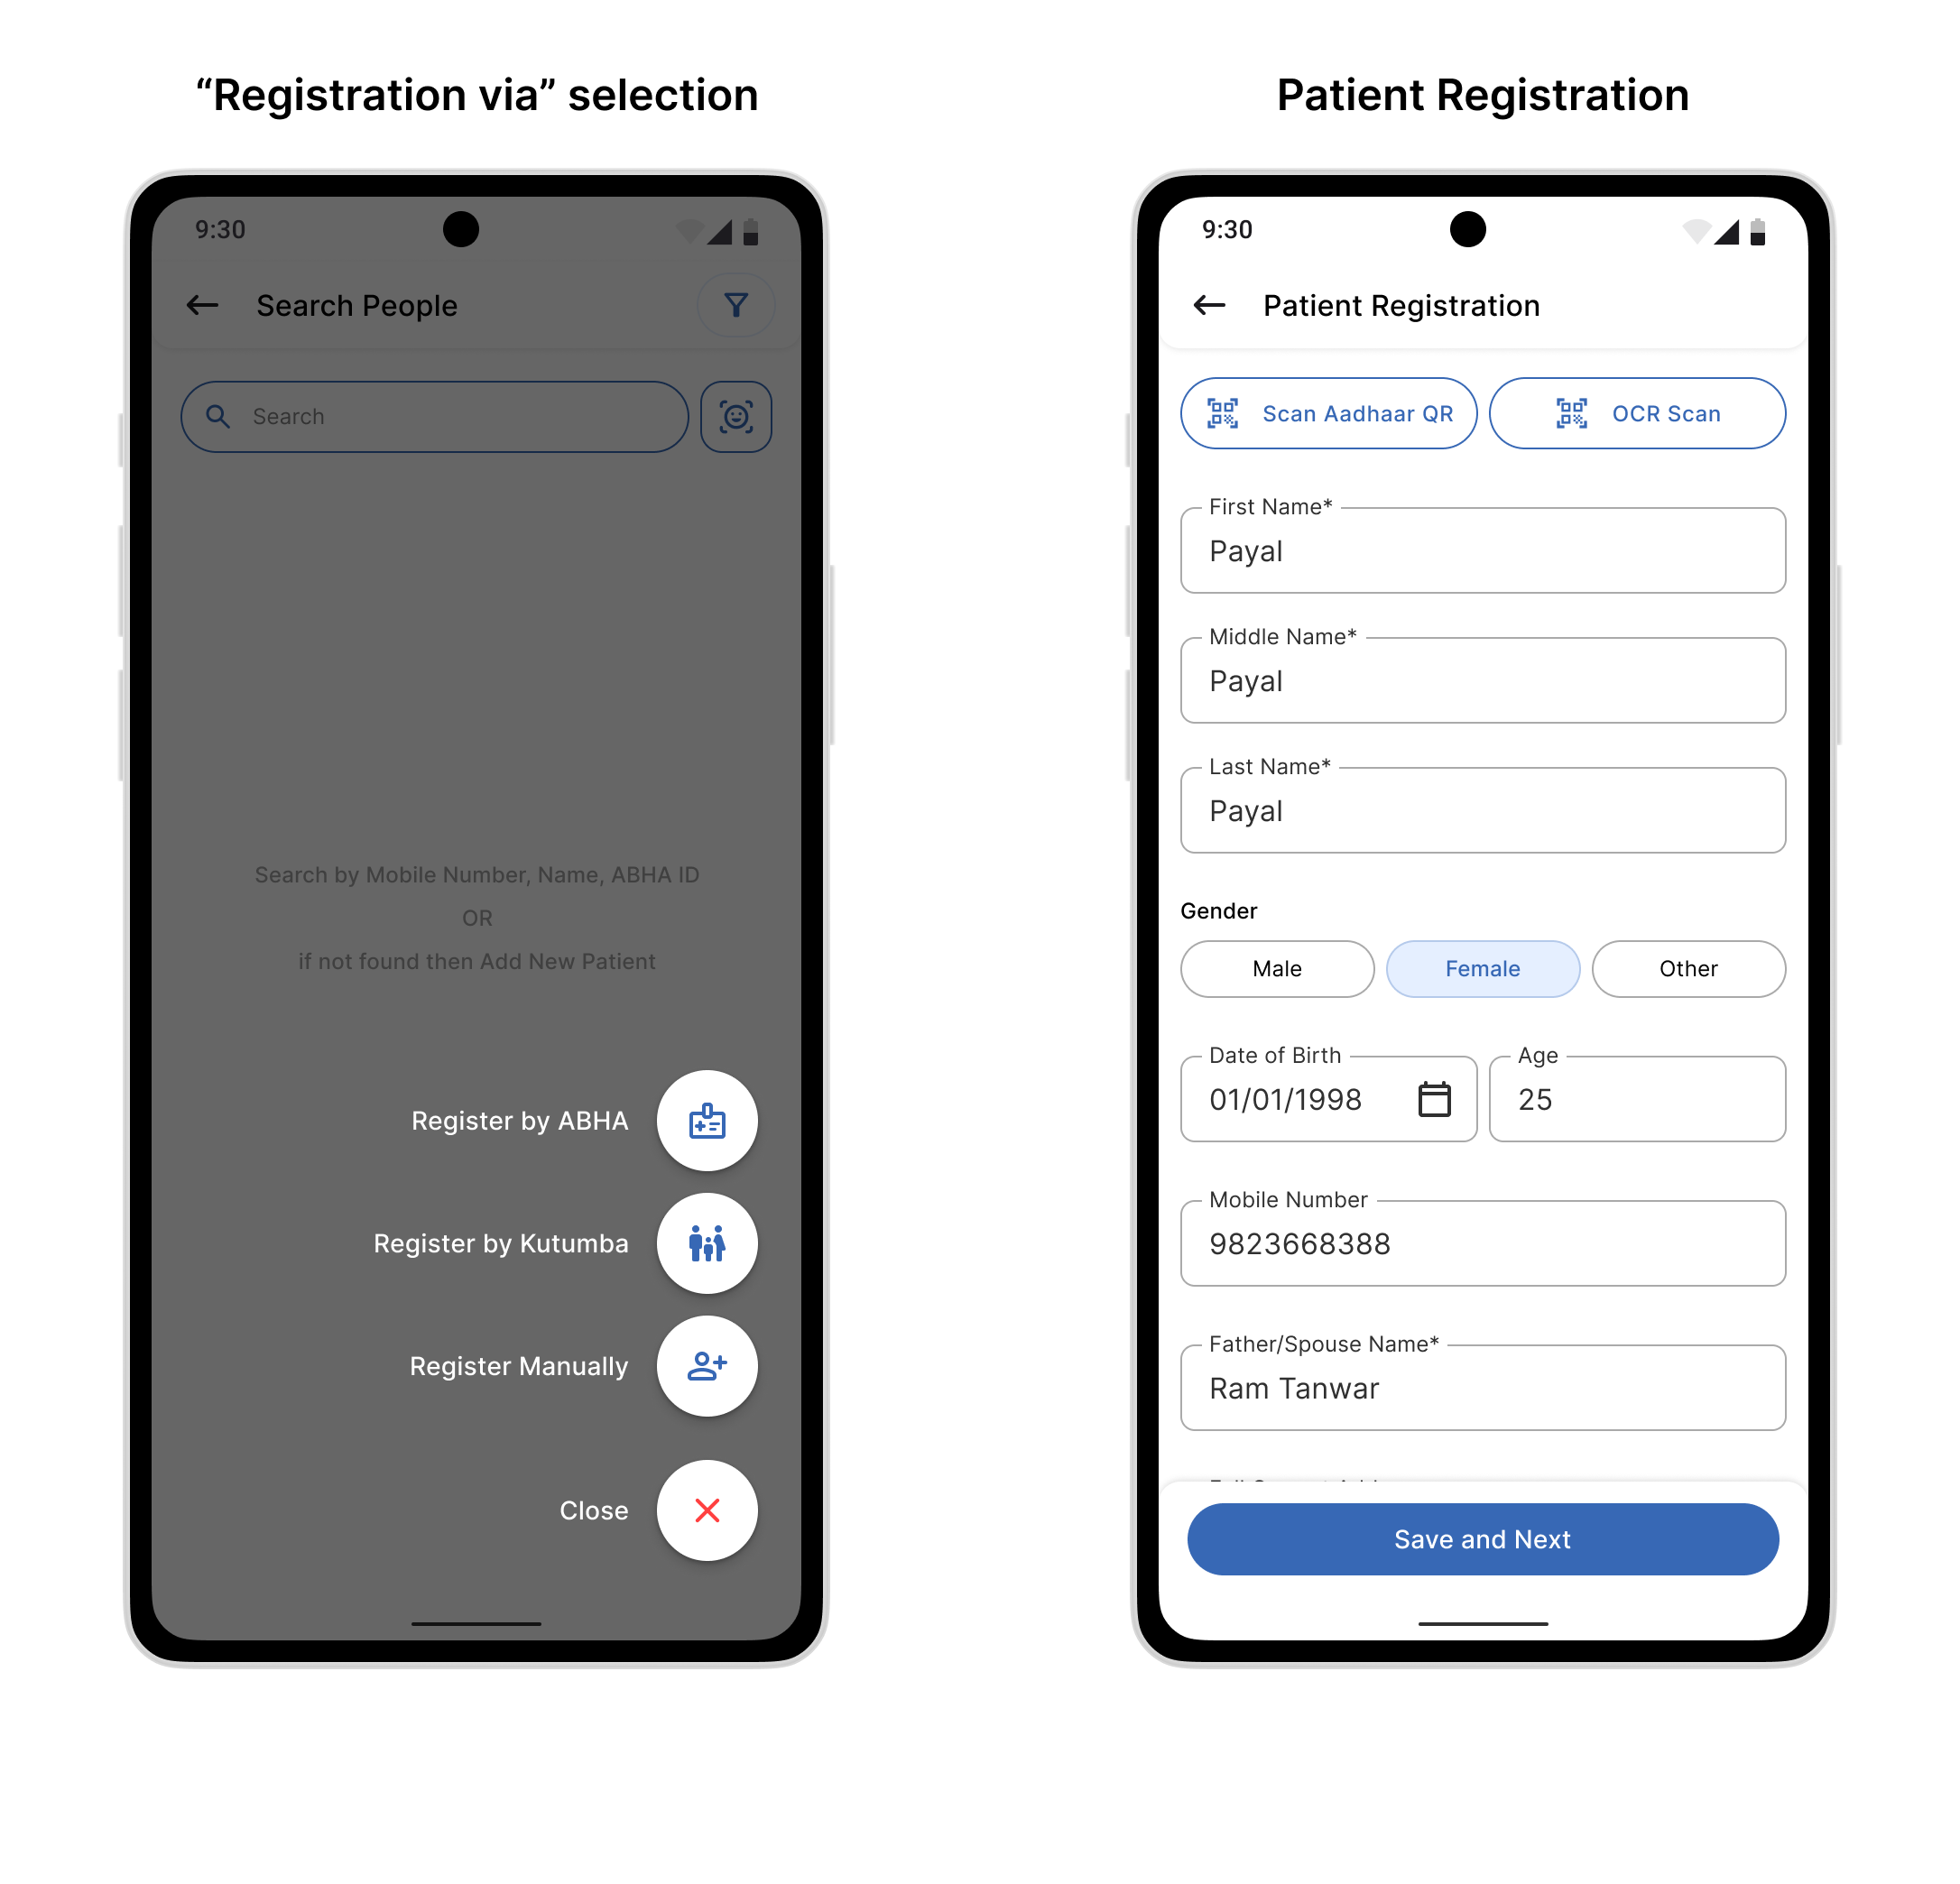 “Registration via” selection
9:30
Search People
Search
Search by Mobile Number, Name, ABHA ID
OR
if not found then Add New Patient
Register by ABHA
Register by Kutumba
Register Manually
Close
Patient Registration
9:30
Patient Registration
Scan Aadhaar QR
OCR Scan
First Name*
Payal
Middle Name*
Payal
Last Name*
Payal
Gender
Male Female Other
Date of Birth Age
01/01/1998 25
Mobile Number
9823668388
Father/Spouse Name*
Ram Tanwar
Save and Next